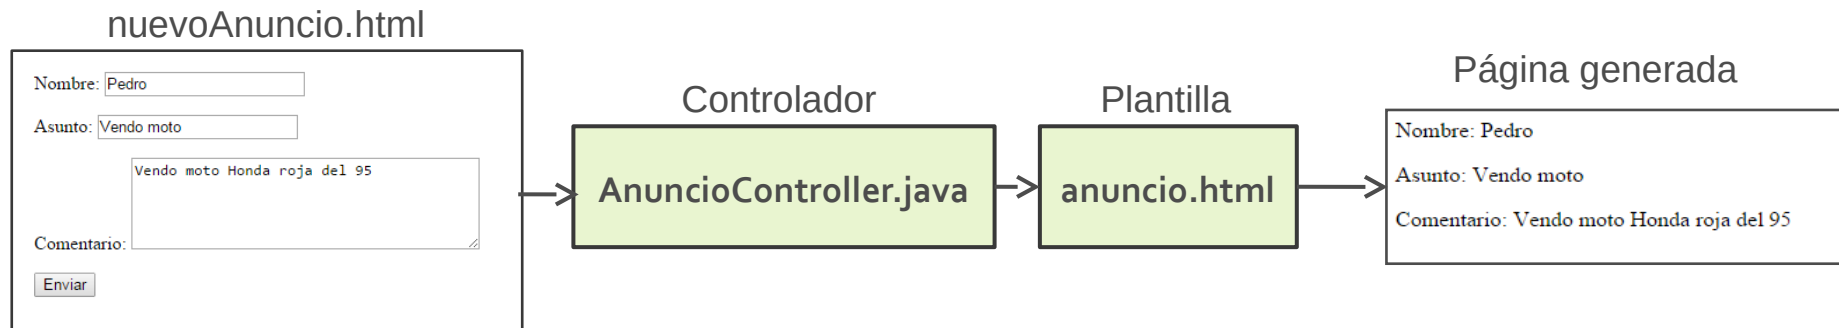 nuevoAnuncio.html
Nombre: Pedro
Asunto: Vendo moto
Vendo moto Honda roja del 95
Comentario:
Enviar
Controlador
AnuncioController.java
Plantilla
anuncio.html
Página generada
Nombre: Pedro
Asunto: Vendo moto
Comentario: Vendo moto Honda roja del 95